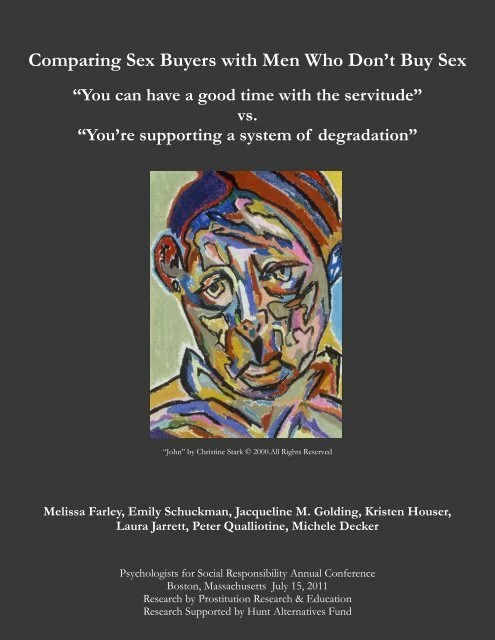 Comparing Sex Buyers with Men Who Don’t Buy Sex
“You can have a good time with the servitude”
vs.
“You’re supporting a system of degradation”
“John” by Christine Stark © 2000.All Rights Reserved
Melissa Farley, Emily Schuckman, Jacqueline M. Golding, Kristen Houser,
Laura Jarrett, Peter Qualliotine, Michele Decker
Psychologists for Social Responsibility Annual Conference
Boston, Massachusetts July 15, 2011
Research by Prostitution Research & Education
Research Supported by Hunt Alternatives Fund